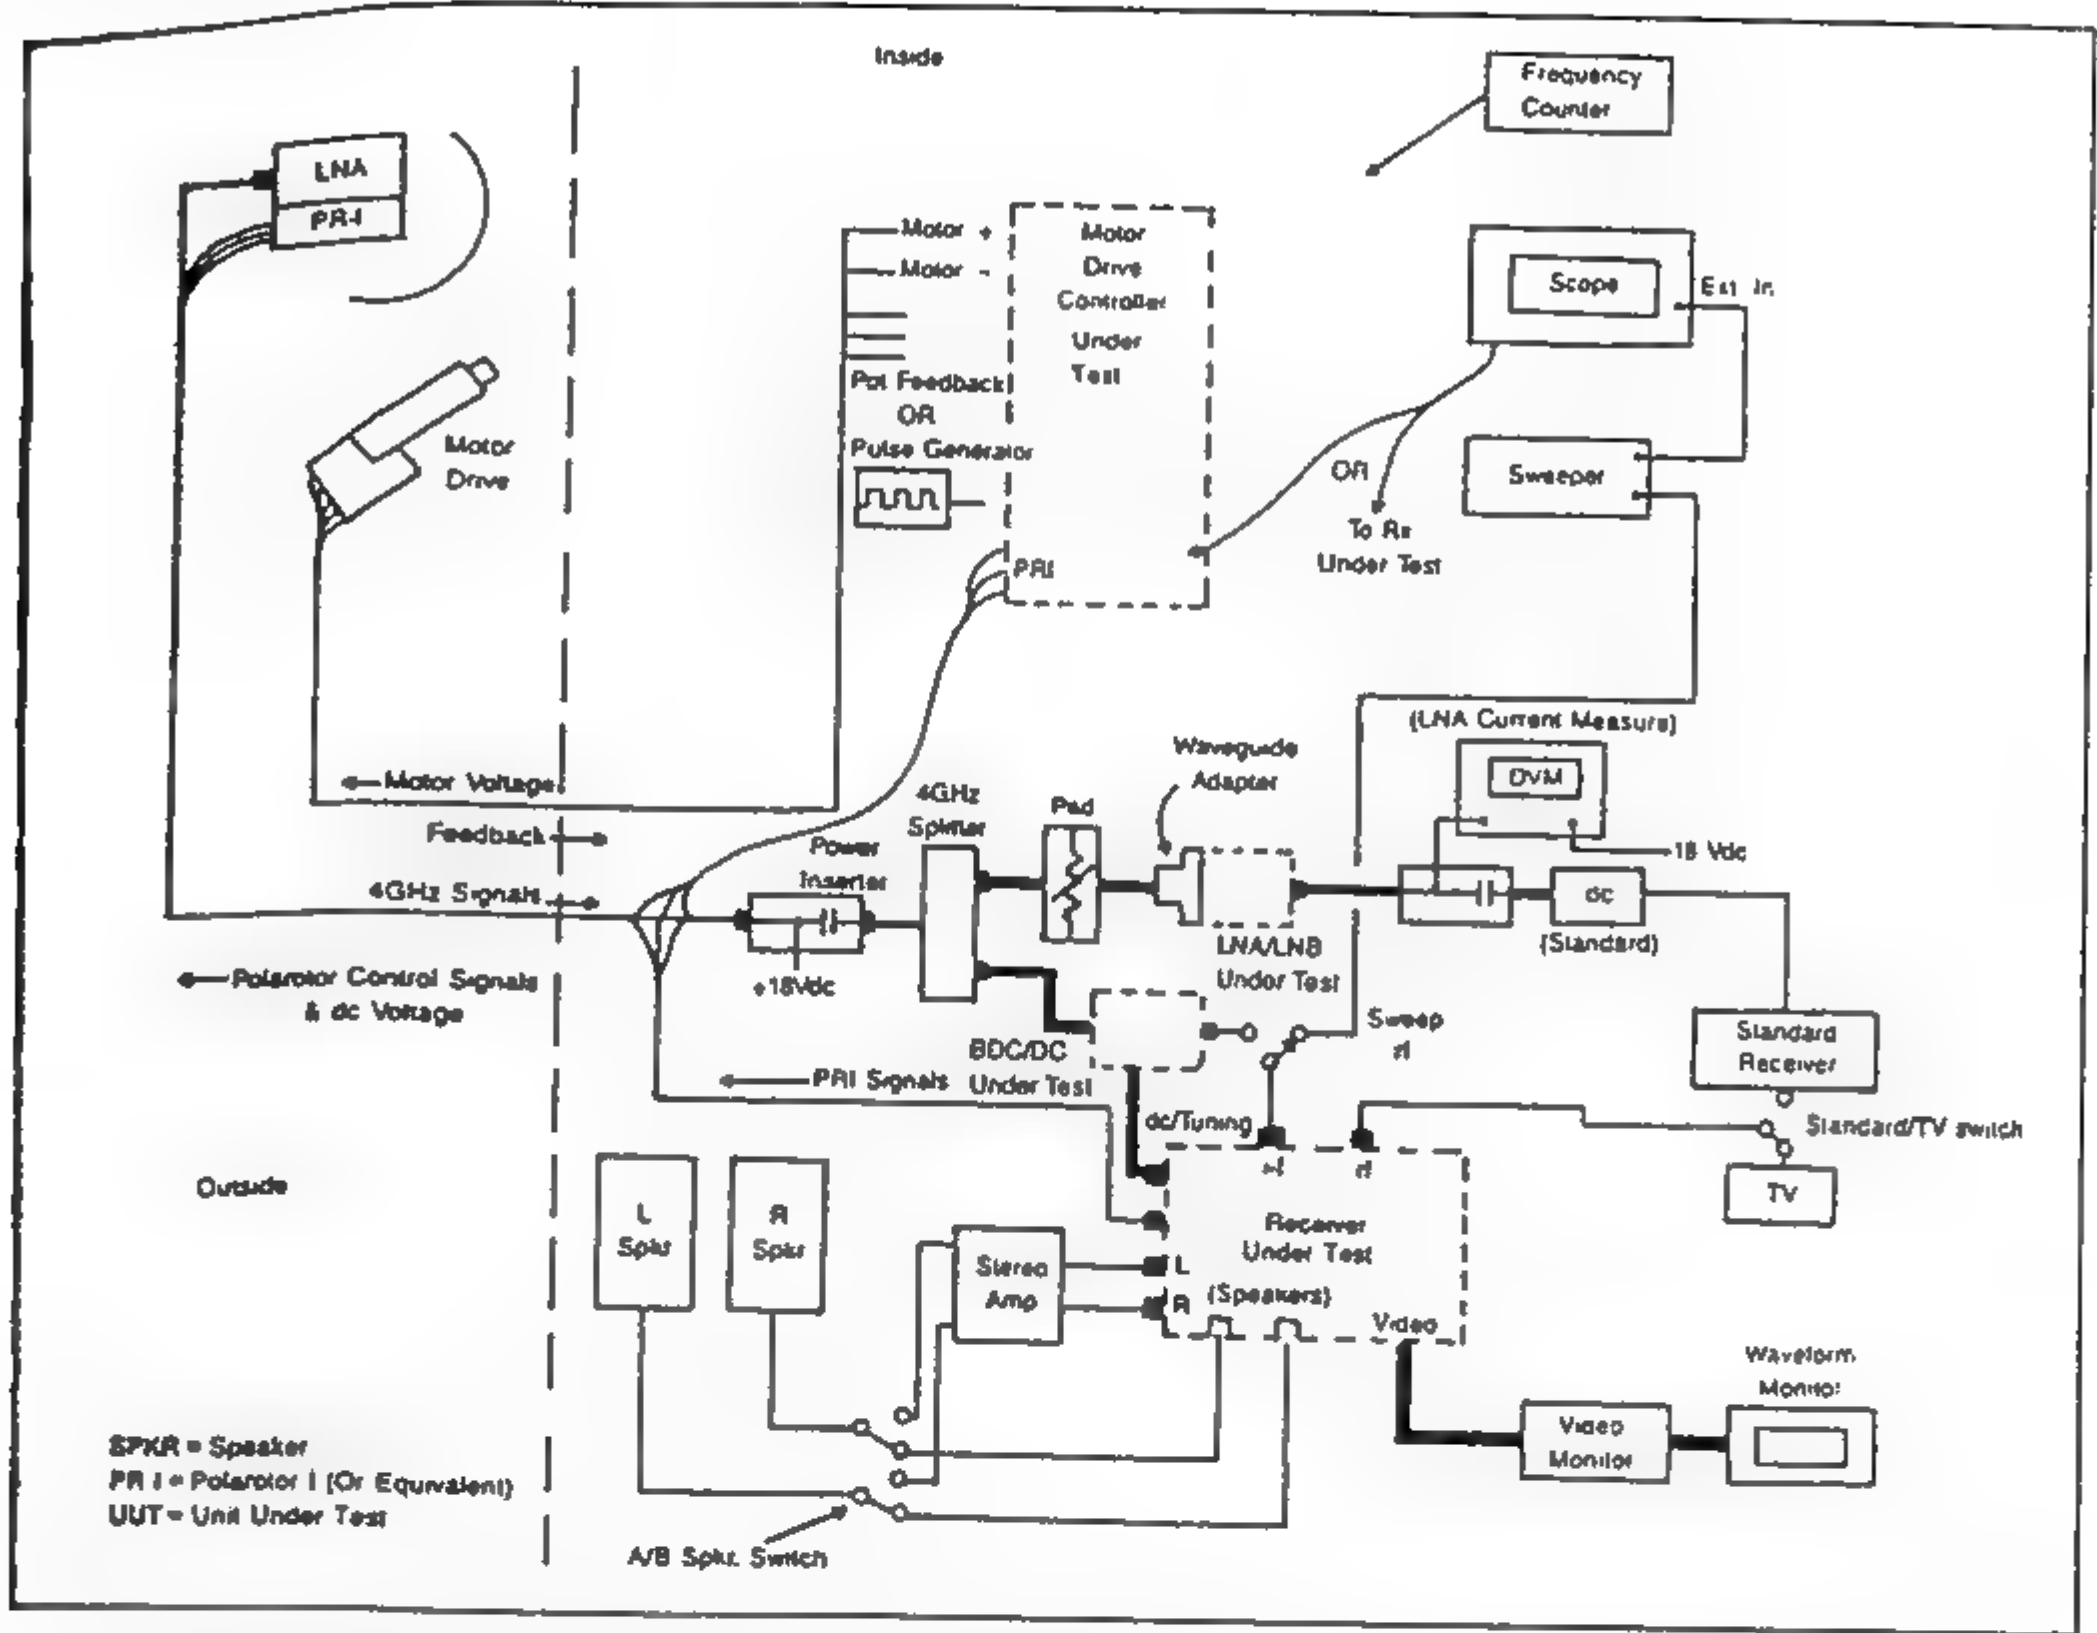 Inside
Frequency
Counter
LNA
PR-I
Motor +
Motor -
Motor
Drive
Controller
Under
Test
Scope
Ext In
Pot Feedback
OR
Pulse Generator
Motor
Drive
Sweeper
OR
To Rx
Under Test
PRI
(LNA Current Measure)
DVM
18 Vdc
Waveguide
Adapter
Motor Voltage
4GHz
Splitter
Pad
Feedback
Power
Inserter
4GHz Signals
dc
(Standard)
LNA/LNB
Under Test
+18Vdc
Polarotor Control Signals
& dc Voltage
Sweep
rf
Standard
Receiver
BDC/DC
Under Test
PRI Signals
dc/Tuning
Standard/TV switch
rf
TV
Outside
L
Spkr
R
Spkr
Stereo
Amp
Receiver
Under Test
L
R
(Speakers)
Video
Waveform
Monitor
Video
Monitor
SPKR = Speaker
PR I = Polarotor I (Or Equivalent)
UUT = Unit Under Test
A/B Spkr. Switch